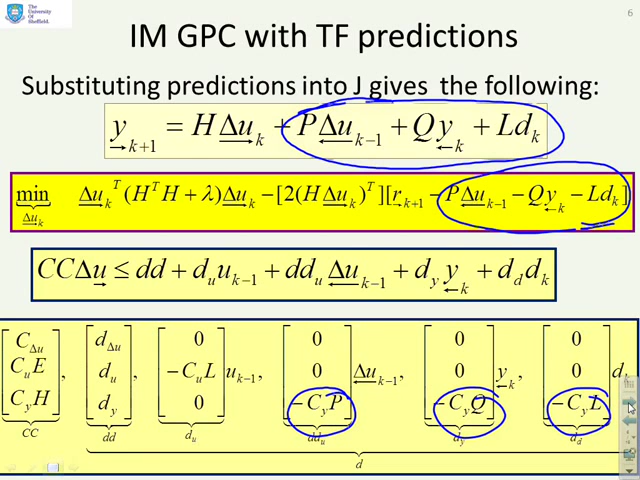 The University Of Sheffield.
6
IM GPC with TF predictions
Substituting predictions into J gives the following:
y_{k+1} = HΔu_k + PΔu_{k−1} + Qy_k + Ld_k
min_{Δu_k} Δu_k^T (H^T H + λ)Δu_k − [2(HΔu_k)^T][r_{k+1} − PΔu_{k−1} − Qy_k − Ld_k]
CCΔu ≤ dd + d_u u_{k−1} + dd_u Δu_{k−1} + d_y y_k + d_d d_k
C_{Δu} d_{Δu} 0 0 0 0
C_u E , d_u , −C_u L u_{k−1}, 0 Δu_{k−1}, 0 y_k, 0 d_k
C_y H d_y 0 −C_y P −C_y Q −C_y L
CC dd d_u dd_u d_y d_d
d